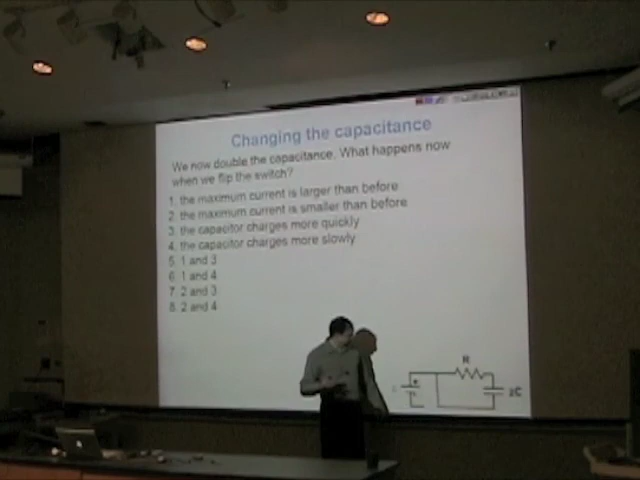 Changing the capacitance
We now double the capacitance. What happens now
when we flip the switch?
1. the maximum current is larger than before
2. the maximum current is smaller than before
3. the capacitor charges more quickly
4. the capacitor charges more slowly
5. 1 and 3
6. 1 and 4
7. 2 and 3
8. 2 and 4
R
2C